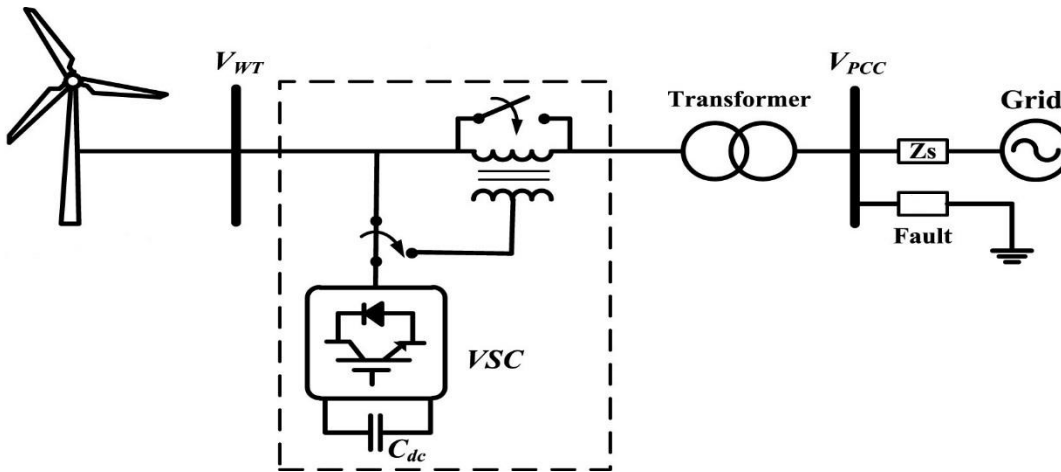 V_WT
V_PCC
Transformer
Grid
Zs
Fault
VSC
C_dc